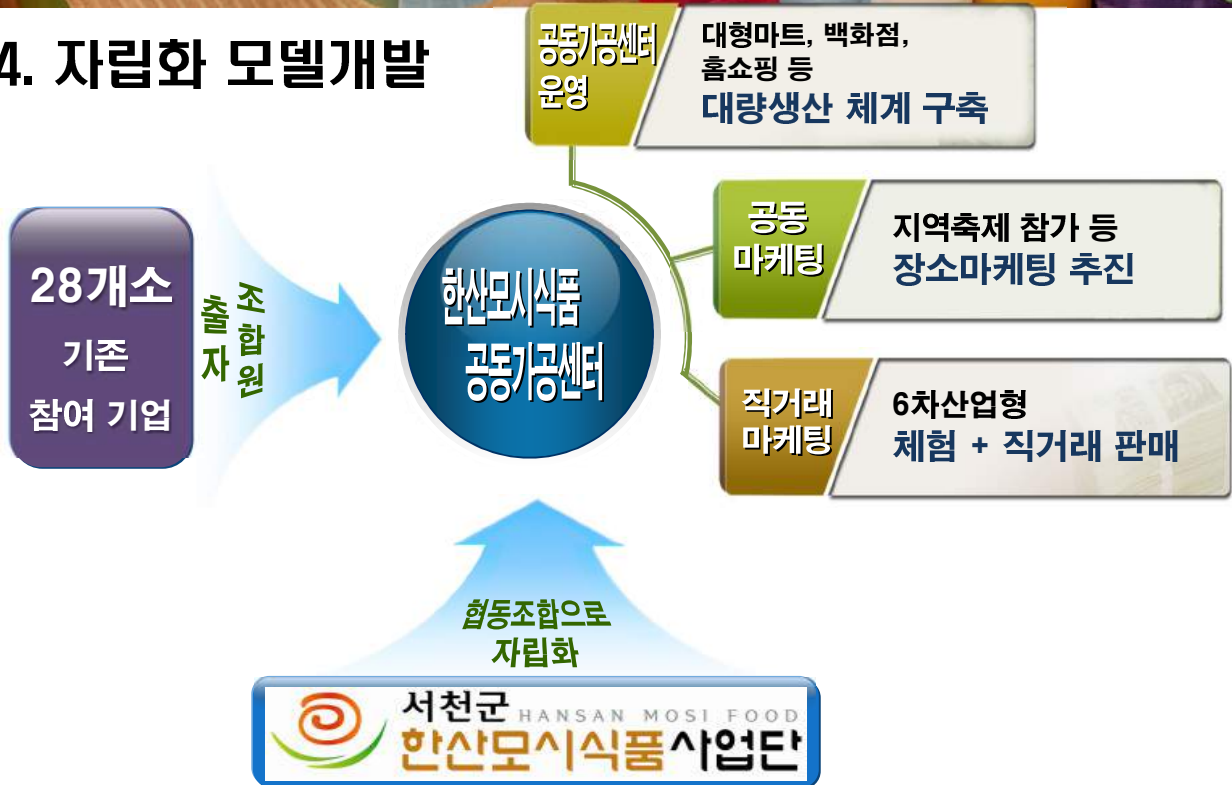 4. 자립화 모델개발
공동가공센터
운영
대형마트, 백화점,
홈쇼핑 등
대량생산 체계 구축
공동
마케팅
지역축제 참가 등
장소마케팅 추진
직거래
마케팅
6차산업형
체험 + 직거래 판매
28개소
기존
참여 기업
출자
조합원
한산모시식품
공동가공센터
협동조합으로
자립화
서천군 HANSAN MOSI FOOD
한산모시식품사업단